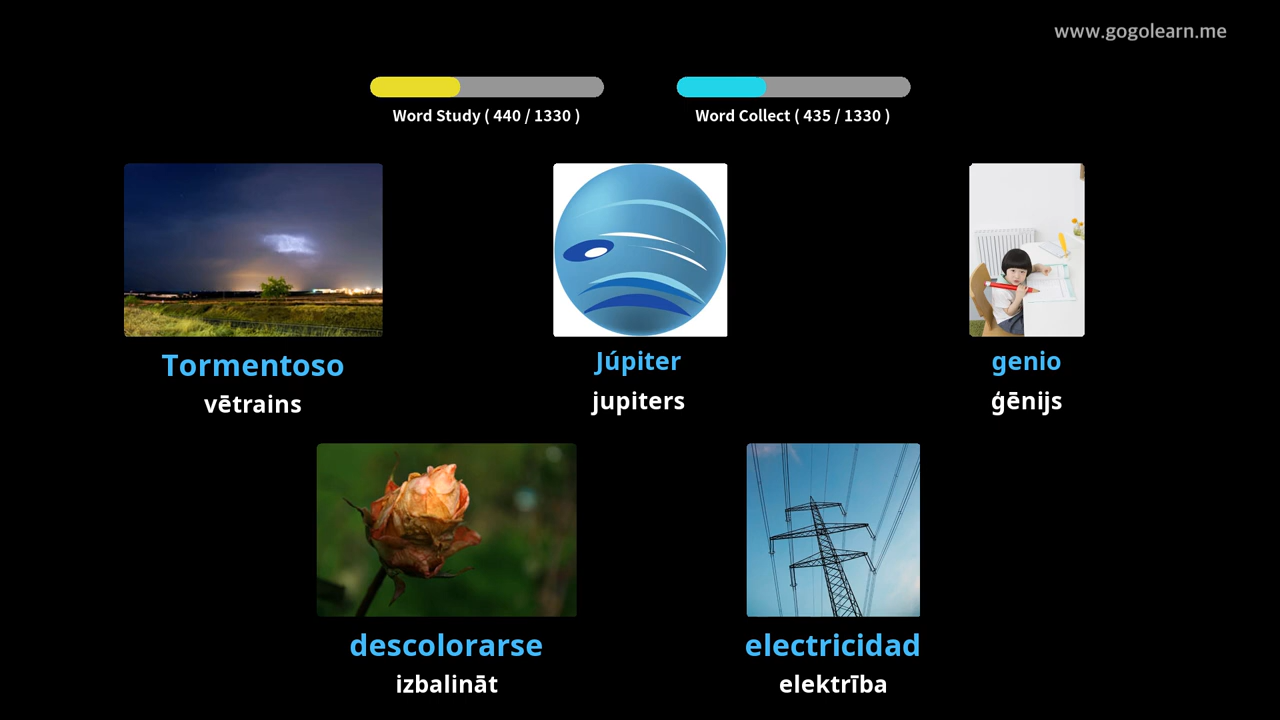 www.gogolearn.me
Word Study ( 440 / 1330 )
Word Collect ( 435 / 1330 )
Tormentoso
vētrains
Júpiter
jupiters
genio
ģēnijs
descolorarse
izbalināt
electricidad
elektrība